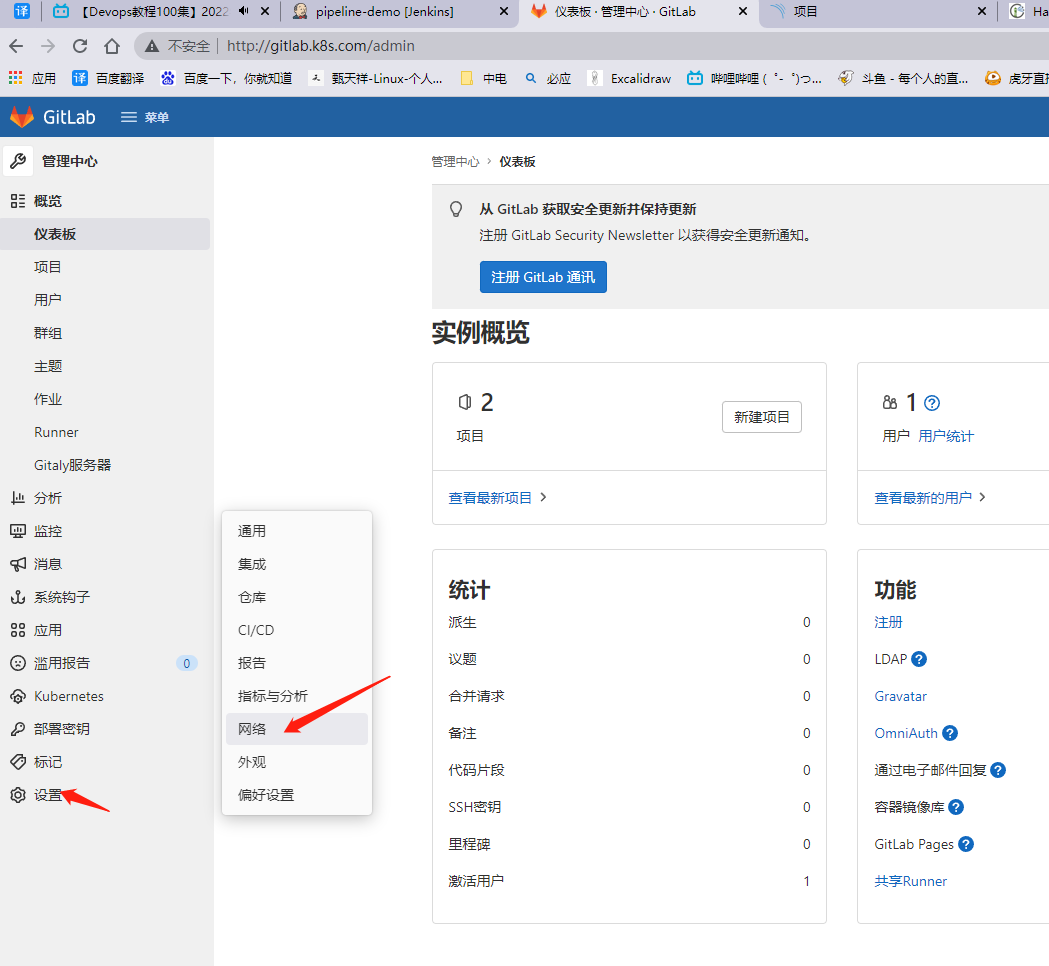 译 【Devops教程100集】2022 pipeline-demo [Jenkins] 仪表板 · 管理中心 · GitLab 项目 Ha
不安全 http://gitlab.k8s.com/admin
应用 译 百度翻译 百度一下，你就知道 甄天祥-Linux-个人... 中电 必应 Excalidraw 哔哩哔哩 (゜-゜)つ... 斗鱼 - 每个人的直... 虎牙直播
GitLab 菜单
管理中心
概览
仪表板
项目
用户
群组
主题
作业
Runner
Gitaly服务器
分析
监控
消息
系统钩子
应用
滥用报告 0
Kubernetes
部署密钥
标记
设置
通用
集成
仓库
CI/CD
报告
指标与分析
网络
外观
偏好设置
管理中心 › 仪表板
从 GitLab 获取安全更新并保持更新
注册 GitLab Security Newsletter 以获得安全更新通知。
注册 GitLab 通讯
实例概览
2
项目
新建项目
查看最新项目
1
用户 用户统计
查看最新的用户
统计
派生 0
议题 0
合并请求 0
备注 0
代码片段 0
SSH密钥 0
里程碑 0
激活用户 1
功能
注册
LDAP
Gravatar
OmniAuth
通过电子邮件回复
容器镜像库
GitLab Pages
共享Runner